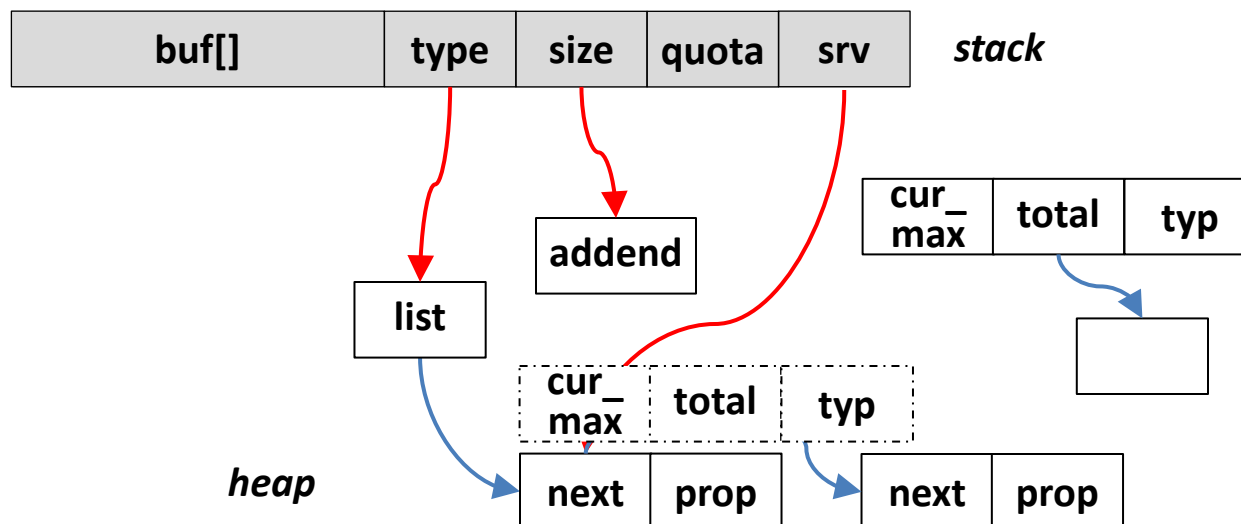 buf[] type size quota srv stack
cur_
max total typ
addend
list
cur_
max total typ
heap next prop next prop